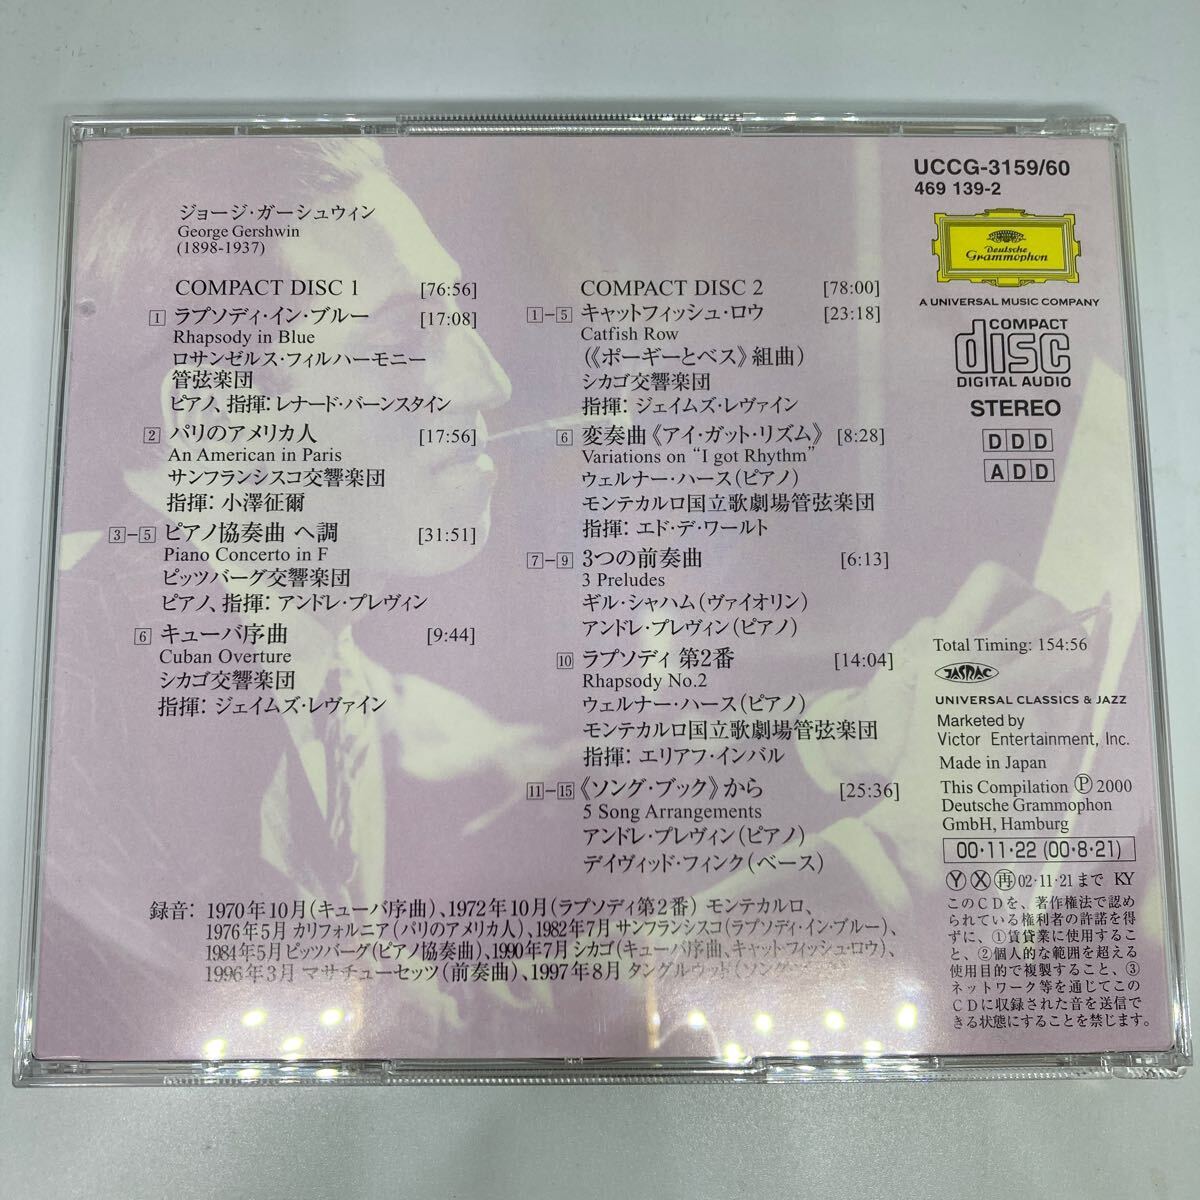 ジョージ・ガーシュウィン
George Gershwin
(1898-1937)
COMPACT DISC 1 [76:56]
1 ラプソディ・イン・ブルー [17:08]
Rhapsody in Blue
ロサンゼルス・フィルハーモニー
管弦楽団
ピアノ、指揮: レナード・バーンスタイン
2 パリのアメリカ人 [17:56]
An American in Paris
サンフランシスコ交響楽団
指揮: 小澤征爾
3-5 ピアノ協奏曲 ヘ調 [31:51]
Piano Concerto in F
ピッツバーグ交響楽団
ピアノ、指揮: アンドレ・プレヴィン
6 キューバ序曲 [9:44]
Cuban Overture
シカゴ交響楽団
指揮: ジェイムズ・レヴァイン
COMPACT DISC 2 [78:00]
1-5 キャットフィッシュ・ロウ [23:18]
Catfish Row
(《ポーギーとベス》組曲)
シカゴ交響楽団
指揮: ジェイムズ・レヴァイン
6 変奏曲《アイ・ガット・リズム》 [8:28]
Variations on “I got Rhythm”
ウェルナー・ハース(ピアノ)
モンテカルロ国立歌劇場管弦楽団
指揮: エド・デ・ワールト
7-9 3つの前奏曲 [6:13]
3 Preludes
ギル・シャハム(ヴァイオリン)
アンドレ・プレヴィン(ピアノ)
10 ラプソディ 第2番 [14:04]
Rhapsody No.2
ウェルナー・ハース(ピアノ)
モンテカルロ国立歌劇場管弦楽団
指揮: エリアフ・インバル
11-15 《ソング・ブック》から [25:36]
5 Song Arrangements
アンドレ・プレヴィン(ピアノ)
デイヴィッド・フィンク(ベース)
録音: 1970年10月(キューバ序曲)、1972年10月(ラプソディ第2番) モンテカルロ、
1976年5月 カリフォルニア(パリのアメリカ人)、1982年7月 サンフランシスコ(ラプソディ・イン・ブルー)、
1984年5月 ピッツバーグ(ピアノ協奏曲)、1990年7月 シカゴ(キューバ序曲、キャットフィッシュ・ロウ)、
1996年3月 マサチューセッツ(前奏曲)、1997年8月 タングルウッド(ソング
UCCG-3159/60
469 139-2
Deutsche
Grammophon
A UNIVERSAL MUSIC COMPANY
COMPACT
disc
DIGITAL AUDIO
STEREO
DDD
ADD
Total Timing: 154:56
JASRAC
UNIVERSAL CLASSICS & JAZZ
Marketed by
Victor Entertainment, Inc.
Made in Japan
This Compilation Ⓟ 2000
Deutsche Grammophon
GmbH, Hamburg
00・11・22 (00・8・21)
Ⓨ Ⓧ ㊢ 02・11・21まで KY
このCDを、著作権法で認め
られている権利者の許諾を得
ずに、①賃貸業に使用するこ
と、②個人的な範囲を超える
使用目的で複製すること、③
ネットワーク等を通じてこの
CDに収録された音を送信で
きる状態にすることを禁じます。